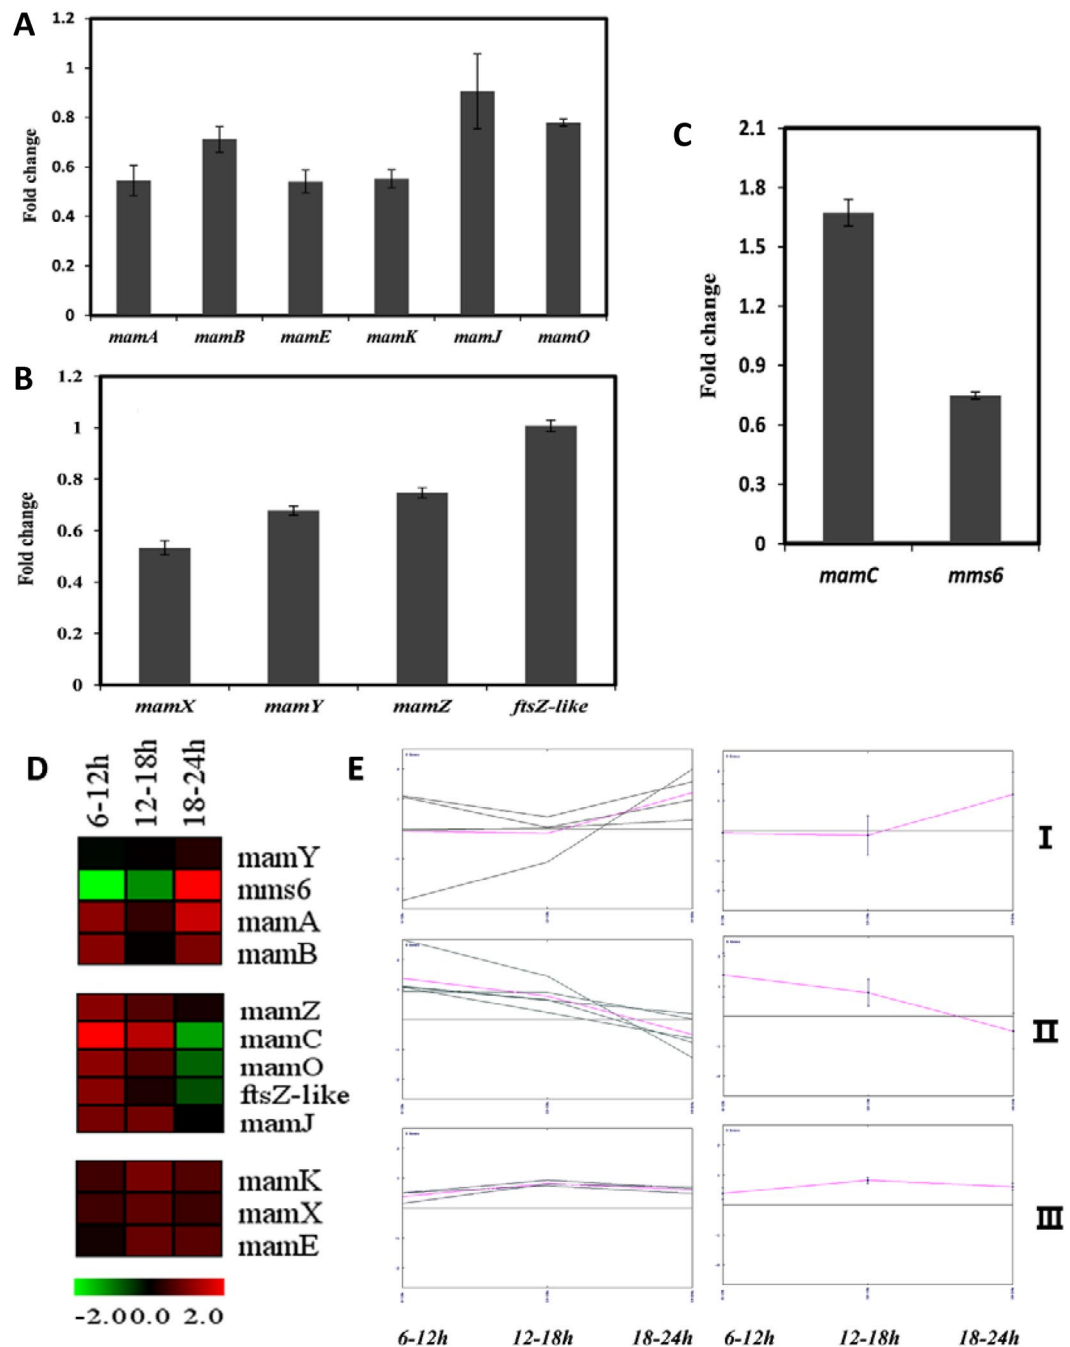 A
Fold change
1.2
1
0.8
0.6
0.4
0.2
0
mamA mamB mamE mamK mamJ mamO
B
Fold change
1.2
1
0.8
0.6
0.4
0.2
0
mamX mamY mamZ ftsZ-like
C
Fold change
2.1
1.8
1.5
1.2
0.9
0.6
0.3
0
mamC mms6
D
6-12h 12-18h 18-24h
mamY
mms6
mamA
mamB
mamZ
mamC
mamO
ftsZ-like
mamJ
mamK
mamX
mamE
-2.0 0.0 2.0
E
I
II
III
6-12h 12-18h 18-24h 6-12h 12-18h 18-24h